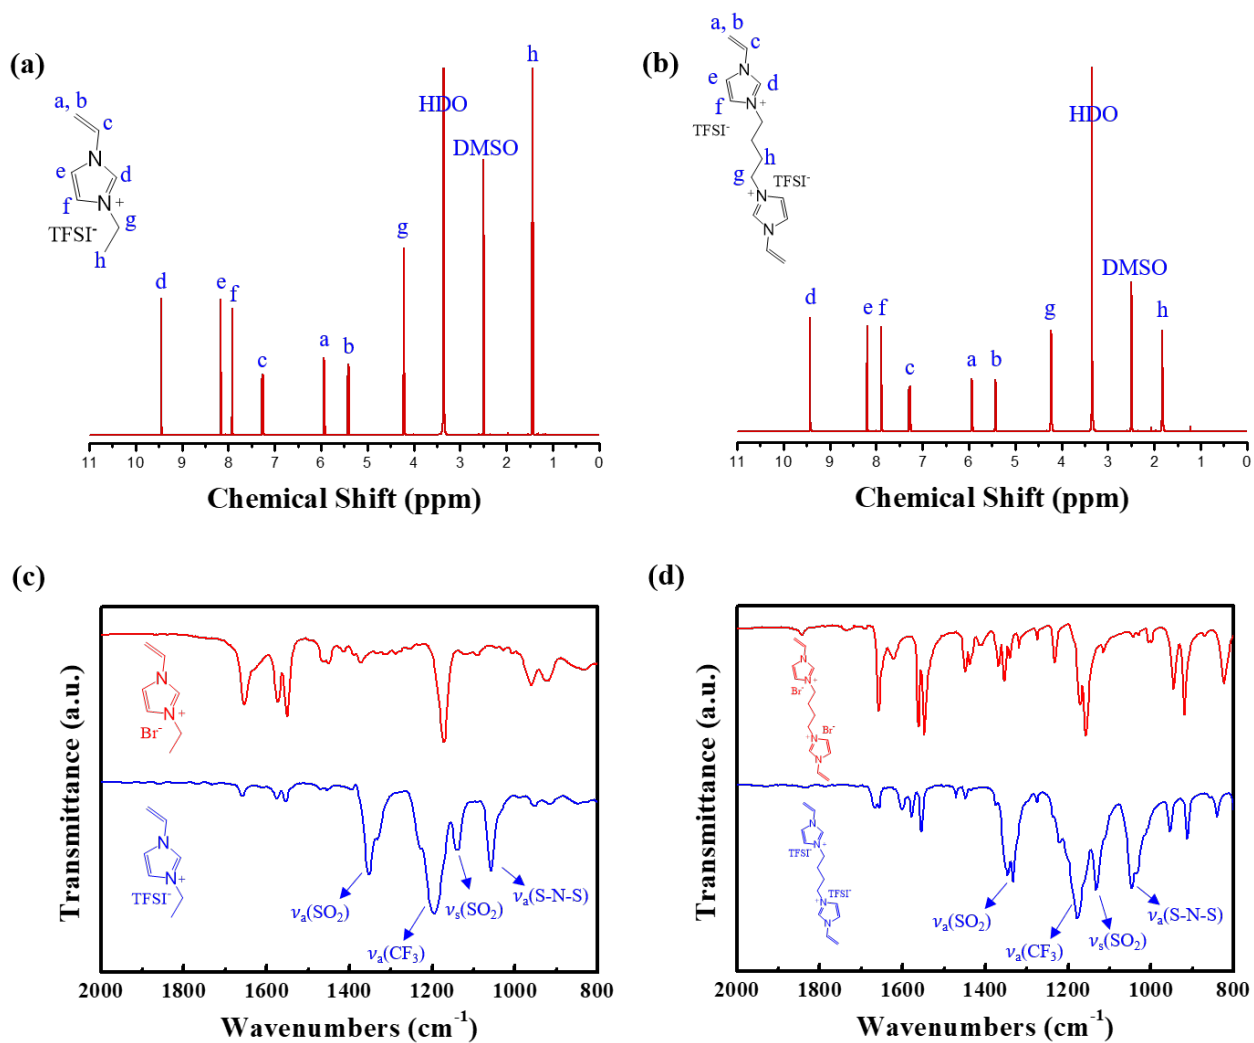 (a)
a, b
c
N
e
d
f
N
+
g
TFSI-
h
d
e
f
c
a
b
g
HDO
DMSO
h
11 10 9 8 7 6 5 4 3 2 1 0
Chemical Shift (ppm)
(b)
a, b
c
N
e
d
f
N
+
TFSI-
h
g
TFSI-
+
N
N
d
e
f
c
a
b
g
HDO
DMSO
h
11 10 9 8 7 6 5 4 3 2 1 0
Chemical Shift (ppm)
(c)
Transmittance (a.u.)
N
N
+
Br-
N
N
+
TFSI-
νa(SO2)
νa(CF3)
νs(SO2)
νa(S-N-S)
2000 1800 1600 1400 1200 1000 800
Wavenumbers (cm-1)
(d)
Transmittance (a.u.)
N
N
+
Br-
Br-
+
N
N
N
N
+
TFSI-
TFSI-
+
N
N
νa(SO2)
νa(CF3)
νs(SO2)
νa(S-N-S)
2000 1800 1600 1400 1200 1000 800
Wavenumbers (cm-1)